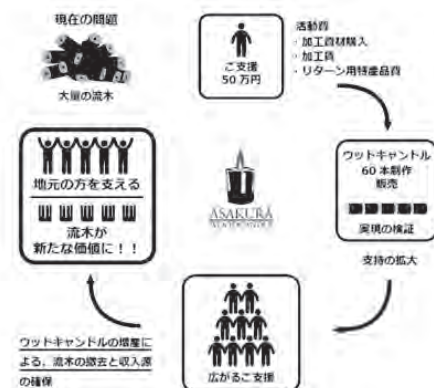 現在の問題
大量の流木
ご支援
50万円
活動費
・加工資材購入
・加工費
・リターン用特産品費
ウットキャンドル
60本制作
販売
実現の検証
支持の拡大
広がるご支援
ウットキャンドルの増産に
よる、流木の撤去と収入源
の確保
地元の方を支える
流木が
新たな価値に！！
ASAKURA